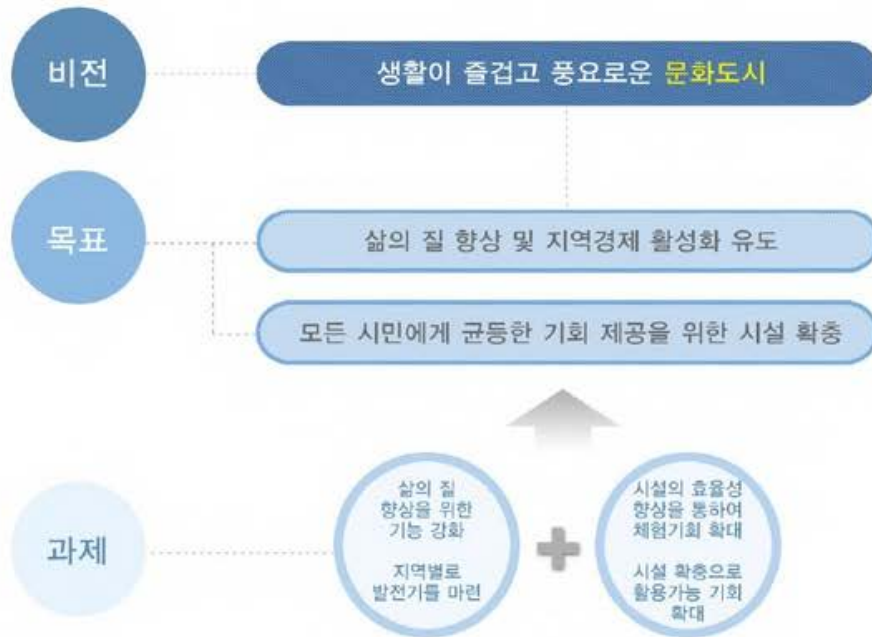 비전
생활이 즐겁고 풍요로운 문화도시
목표
삶의 질 향상 및 지역경제 활성화 유도
모든 시민에게 균등한 기회 제공을 위한 시설 확충
과제
삶의 질
향상을 위한
기능 강화
지역별로
발전기틀 마련
시설의 효율성
향상을 통하여
체험기회 확대
시설 확충으로
활용가능 기회
확대